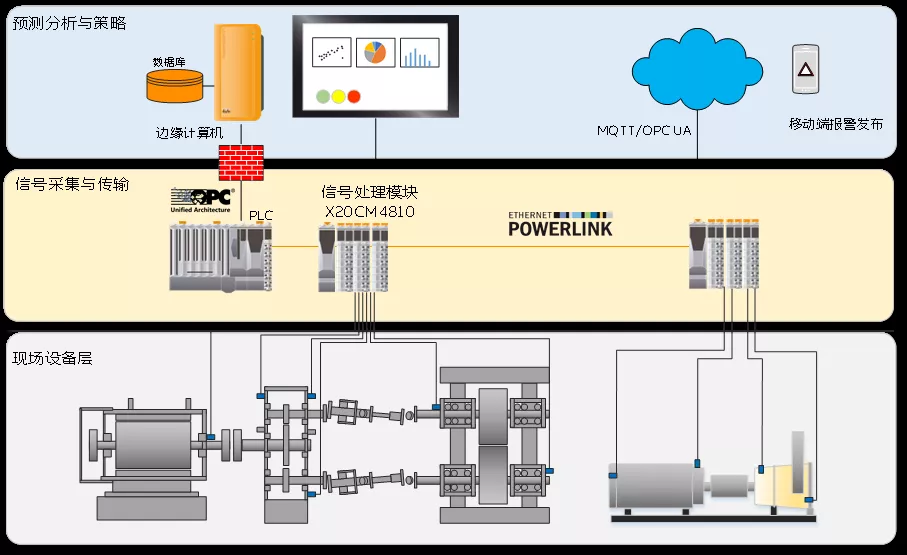 预测分析与策略
数据库
边缘计算机
MQTT/OPC UA
移动端报警发布
信号采集与传输
OPC®
Unified Architecture
PLC
信号处理模块
X20CM4810
ETHERNET
POWERLINK
现场设备层